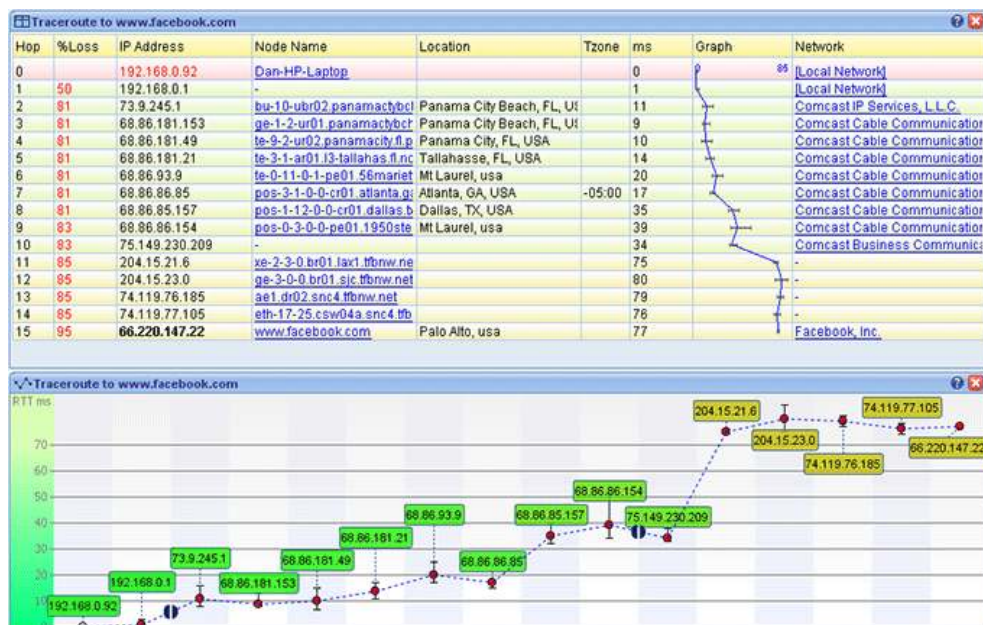 Traceroute to www.facebook.com
Hop %Loss IP Address Node Name Location Tzone ms Graph Network
0 192.168.0.92 Dan-HP-Laptop 0 0 85 [Local Network]
1 50 192.168.0.1 - 1 [Local Network]
2 81 73.9.245.1 bu-10-ubr02.panamactybcl Panama City Beach, FL, US 11 Comcast IP Services, L.L.C.
3 81 68.86.181.153 ge-1-2-ur01.panamactybch Panama City Beach, FL, US 9 Comcast Cable Communication
4 81 68.86.181.49 te-9-2-ur02.panamacity.fl.p Panama City, FL, USA 10 Comcast Cable Communication
5 81 68.86.181.21 te-3-1-ar01.l3-tallahas.fl.nc Tallahasse, FL, USA 14 Comcast Cable Communication
6 81 68.86.93.9 te-0-11-0-1-pe01.56mariet Mt Laurel, usa 20 Comcast Cable Communication
7 81 68.86.86.85 pos-3-1-0-0-cr01.atlanta.ga Atlanta, GA, USA -05:00 17 Comcast Cable Communication
8 81 68.86.85.157 pos-1-12-0-0-cr01.dallas.b Dallas, TX, USA 35 Comcast Cable Communication
9 83 68.86.86.154 pos-0-3-0-0-pe01.1950ste Mt Laurel, usa 39 Comcast Cable Communication
10 83 75.149.230.209 - 34 Comcast Business Communica
11 85 204.15.21.6 xe-2-3-0.br01.lax1.tfbnw.ne 75 -
12 85 204.15.23.0 ge-3-0-0.br01.sjc.tfbnw.net 80 -
13 85 74.119.76.185 ae1.dr02.snc4.tfbnw.net 79 -
14 85 74.119.77.105 eth-17-25.csw04a.snc4.tfb 76 -
15 95 66.220.147.22 www.facebook.com Palo Alto, usa 77 Facebook, Inc.
Traceroute to www.facebook.com
RTT ms
204.15.21.6 74.119.77.105
70 204.15.23.0 66.220.147.22
60 74.119.76.185
50 68.86.86.154
40 68.86.93.9 68.86.85.157 75.149.230.209
30 68.86.181.21
20 73.9.245.1 68.86.181.49 68.86.86.85
192.168.0.1 68.86.181.153
10 192.168.0.92